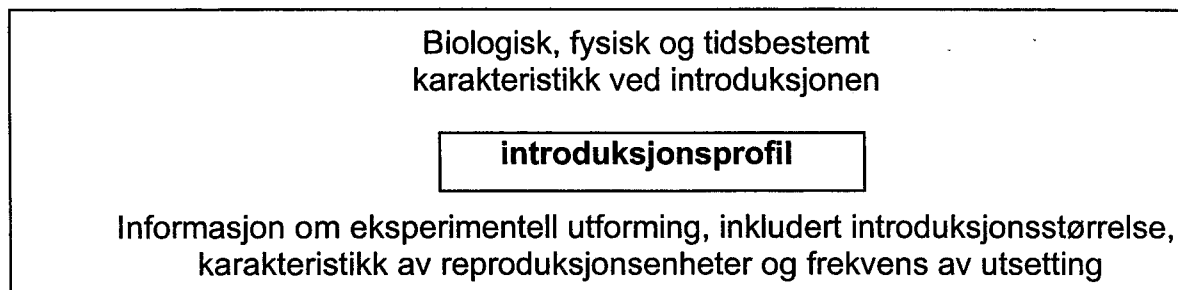 Biologisk, fysisk og tidsbestemt
karakteristikk ved introduksjonen
introduksjonsprofil
Informasjon om eksperimentell utforming, inkludert introduksjonsstørrelse,
karakteristikk av reproduksjonsenheter og frekvens av utsetting